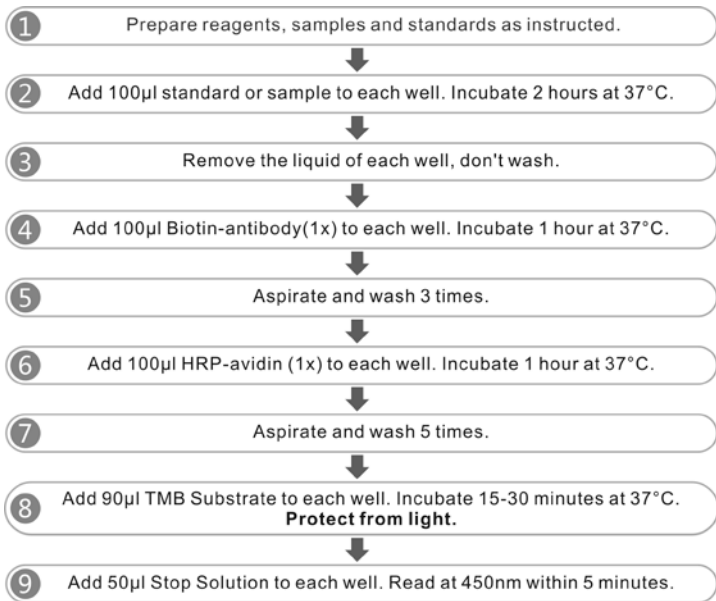 1 Prepare reagents, samples and standards as instructed.
2 Add 100μl standard or sample to each well. Incubate 2 hours at 37°C.
3 Remove the liquid of each well, don't wash.
4 Add 100μl Biotin-antibody(1x) to each well. Incubate 1 hour at 37°C.
5 Aspirate and wash 3 times.
6 Add 100μl HRP-avidin (1x) to each well. Incubate 1 hour at 37°C.
7 Aspirate and wash 5 times.
8 Add 90μl TMB Substrate to each well. Incubate 15-30 minutes at 37°C.
Protect from light.
9 Add 50μl Stop Solution to each well. Read at 450nm within 5 minutes.